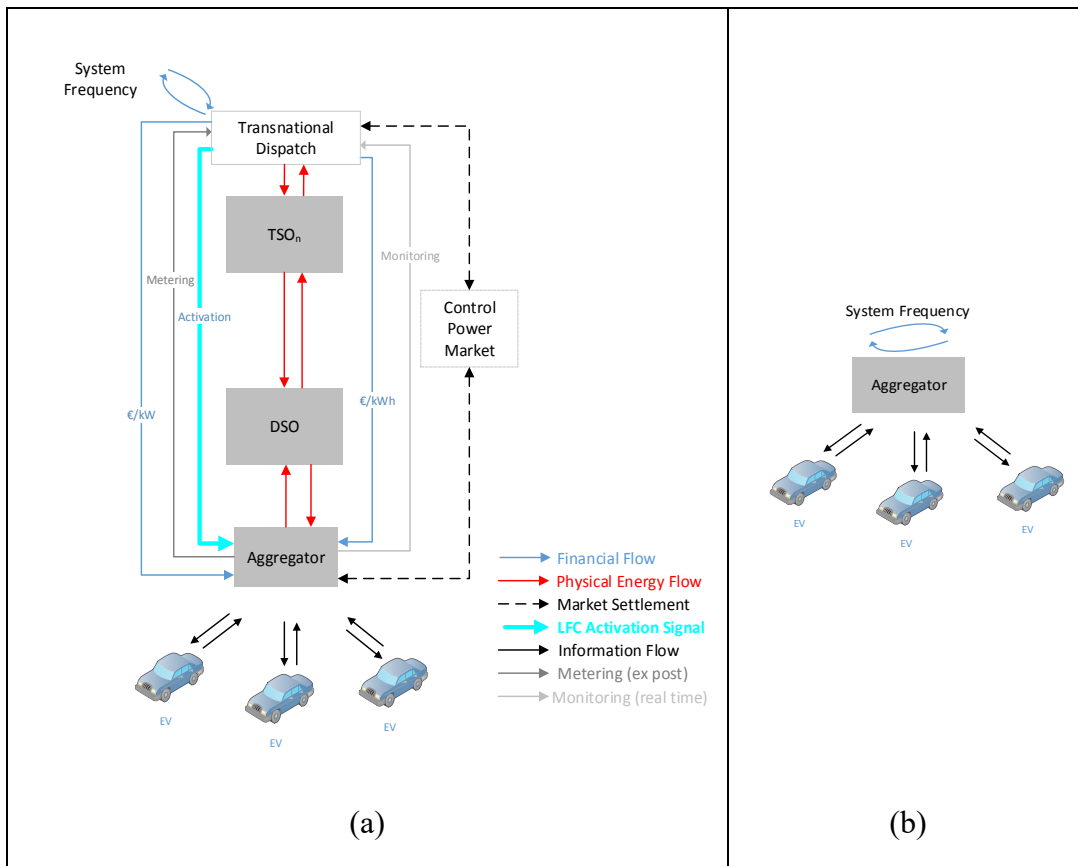 System
Frequency
Transnational
Dispatch
TSOn
Monitoring
Metering
Activation
Control
Power
Market
€/kW
€/kWh
DSO
Aggregator
Financial Flow
Physical Energy Flow
Market Settlement
LFC Activation Signal
Information Flow
Metering (ex post)
Monitoring (real time)
EV
EV
EV
(a)
System Frequency
Aggregator
EV
EV
EV
(b)